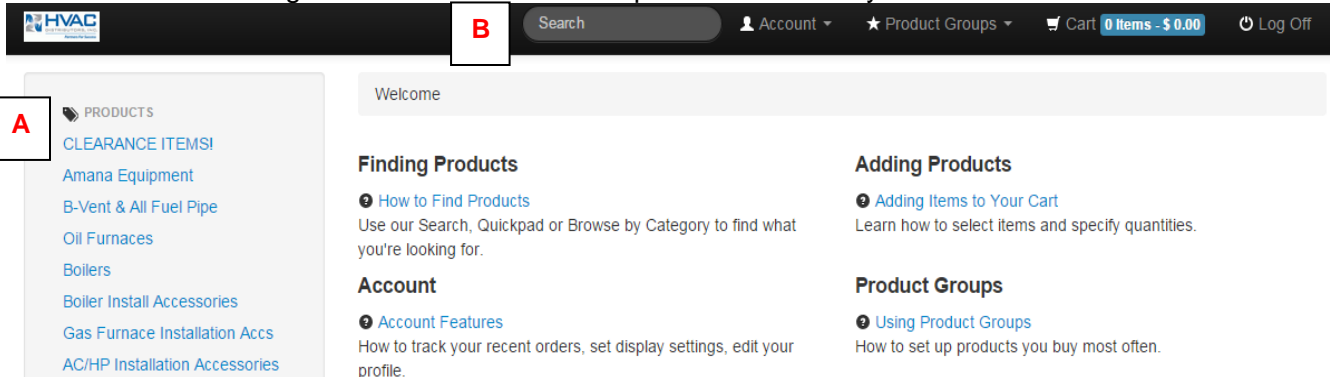 HVAC
DISTRIBUTORS, INC.
B
Search
Account
Product Groups
Cart 0 Items - $ 0.00
Log Off
A
PRODUCTS
CLEARANCE ITEMS!
Amana Equipment
B-Vent & All Fuel Pipe
Oil Furnaces
Boilers
Boiler Install Accessories
Gas Furnace Installation Accs
AC/HP Installation Accessories
Welcome
Finding Products
How to Find Products
Use our Search, Quickpad or Browse by Category to find what
you're looking for.
Adding Products
Adding Items to Your Cart
Learn how to select items and specify quantities.
Account
Account Features
How to track your recent orders, set display settings, edit your
profile.
Product Groups
Using Product Groups
How to set up products you buy most often.